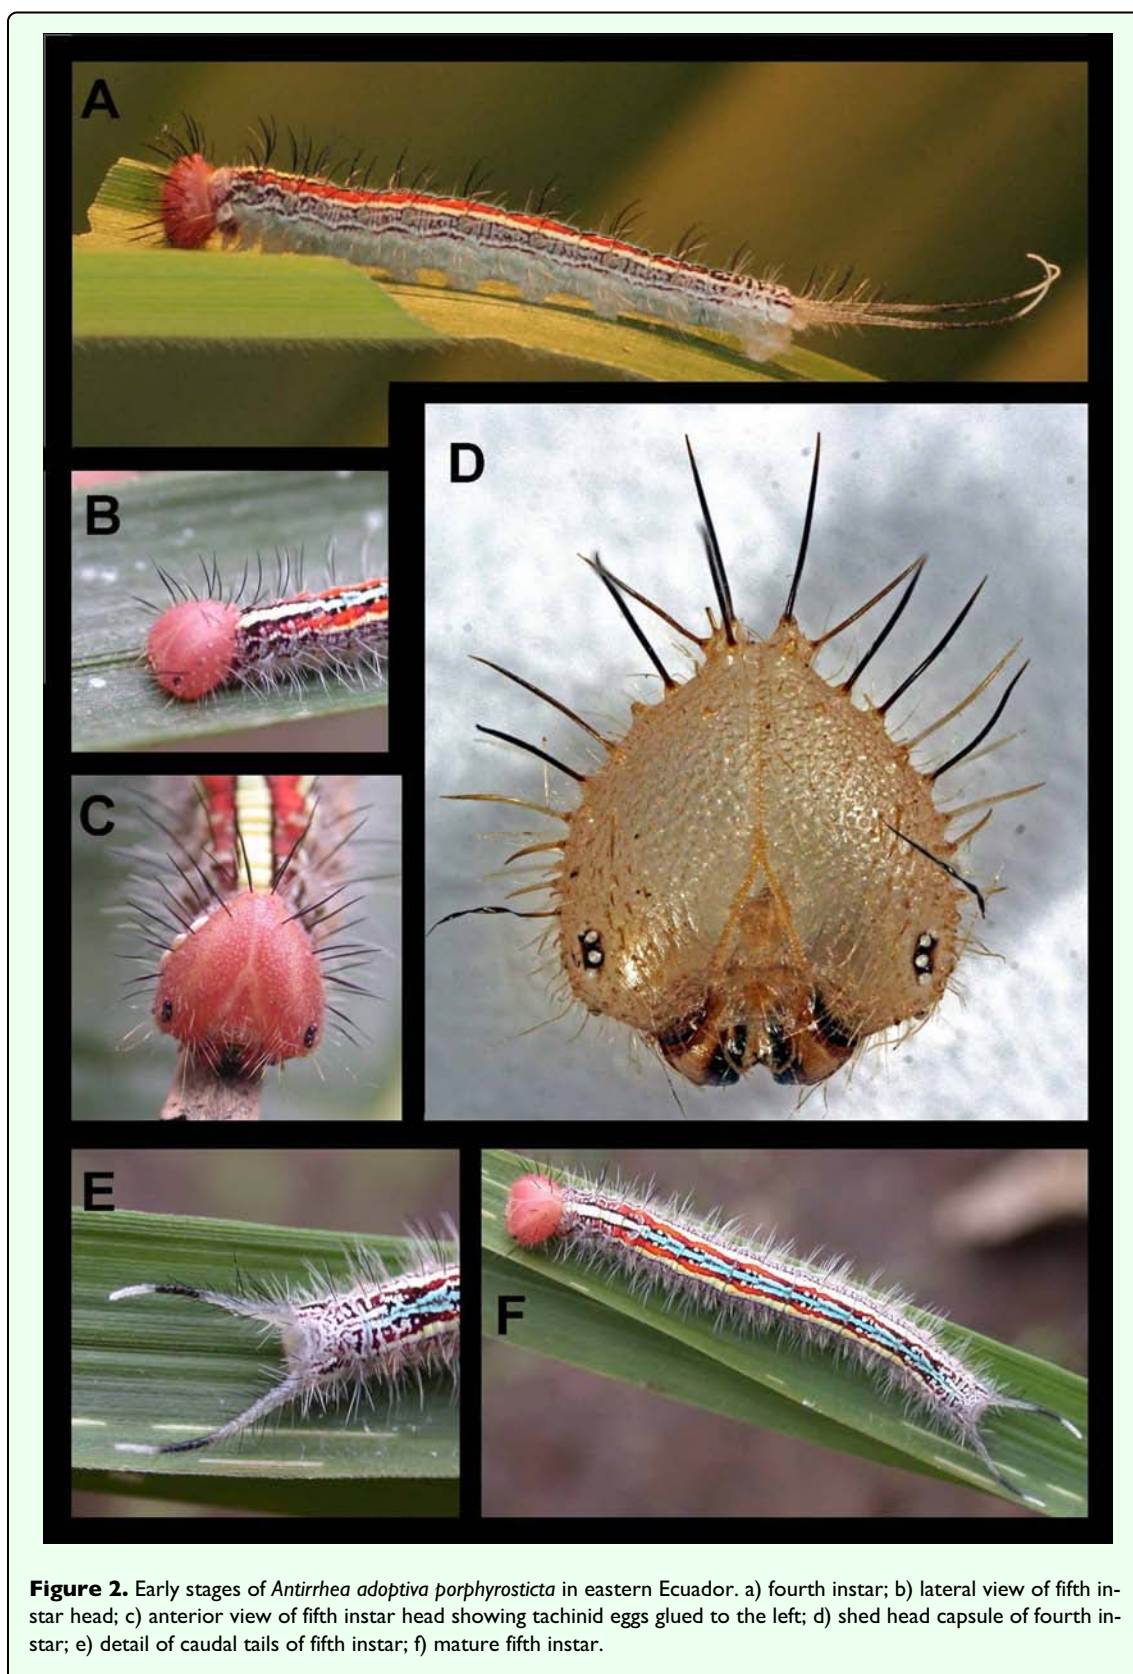 A
B
D
C
E
F
Figure 2. Early stages of Antirrhea adoptiva porphyrosticta in eastern Ecuador. a) fourth instar; b) lateral view of fifth in-
star head; c) anterior view of fifth instar head showing tachinid eggs glued to the left; d) shed head capsule of fourth in-
star; e) detail of caudal tails of fifth instar; f) mature fifth instar.